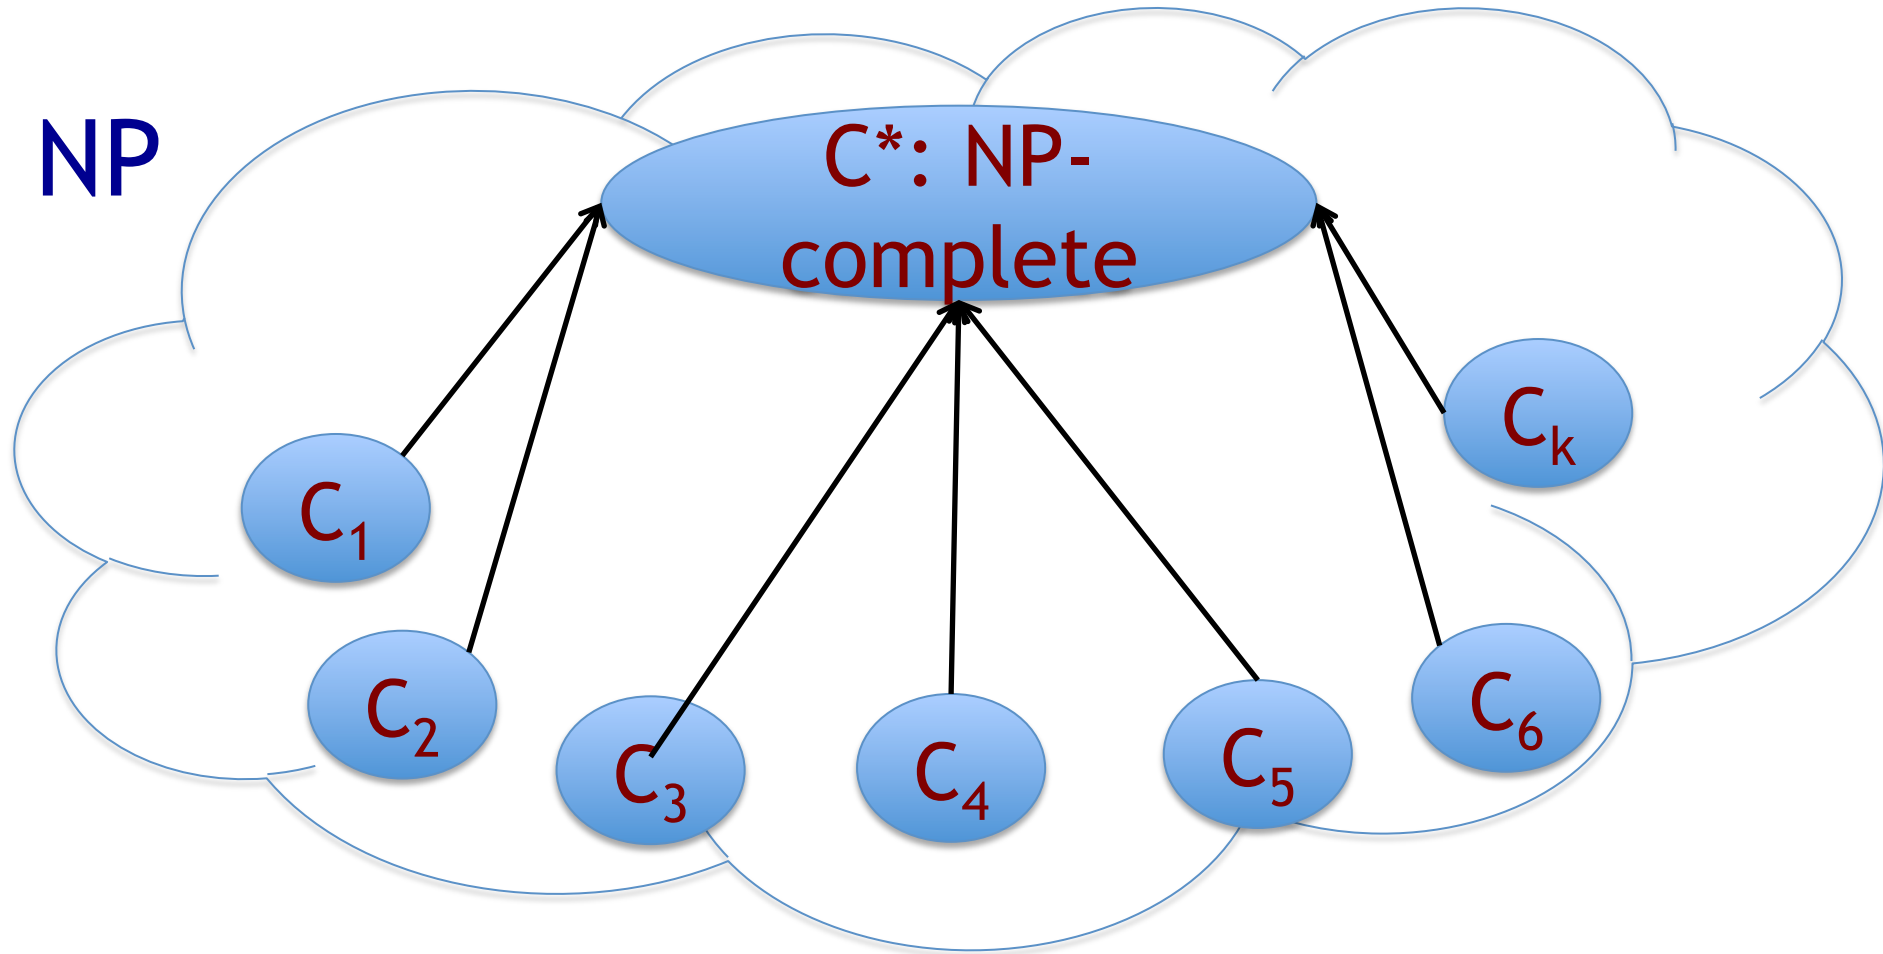 NP
C*: NP-
complete
C₁
C₂
C₃
C₄
C₅
C₆
Cₖ